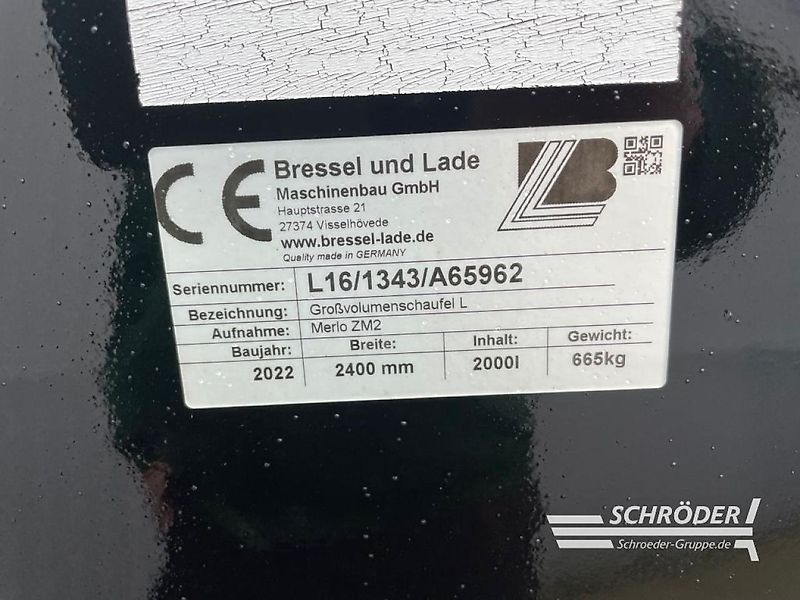 CE
Bressel und Lade
Maschinenbau GmbH
Hauptstrasse 21
27374 Visselhövede
www.bressel-lade.de
Quality made in GERMANY
LB
Seriennummer: L16/1343/A65962
Bezeichnung: Großvolumenschaufel L
Aufnahme: Merlo ZM2
Baujahr: Breite: Inhalt: Gewicht:
2022 2400 mm 2000l 665kg
SCHRÖDER
Schroeder-Gruppe.de